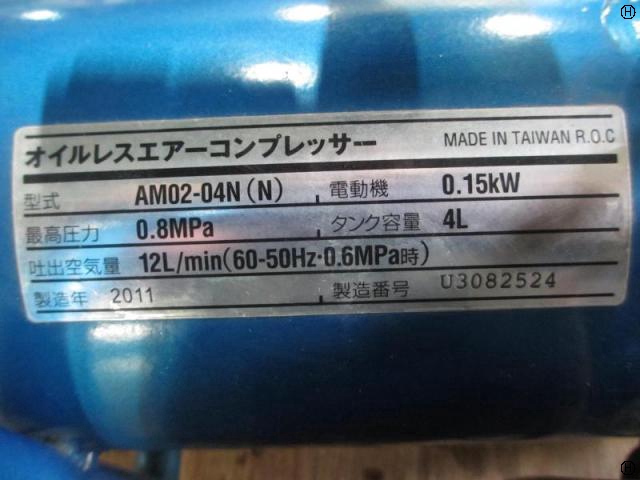 オイルレスエアーコンプレッサー MADE IN TAIWAN R.O.C
型式 AM02-04N(N) 電動機 0.15kW
最高圧力 0.8MPa タンク容量 4L
吐出空気量 12L/min(60-50Hz·0.6MPa時)
製造年 2011 製造番号 U3082524
H
H